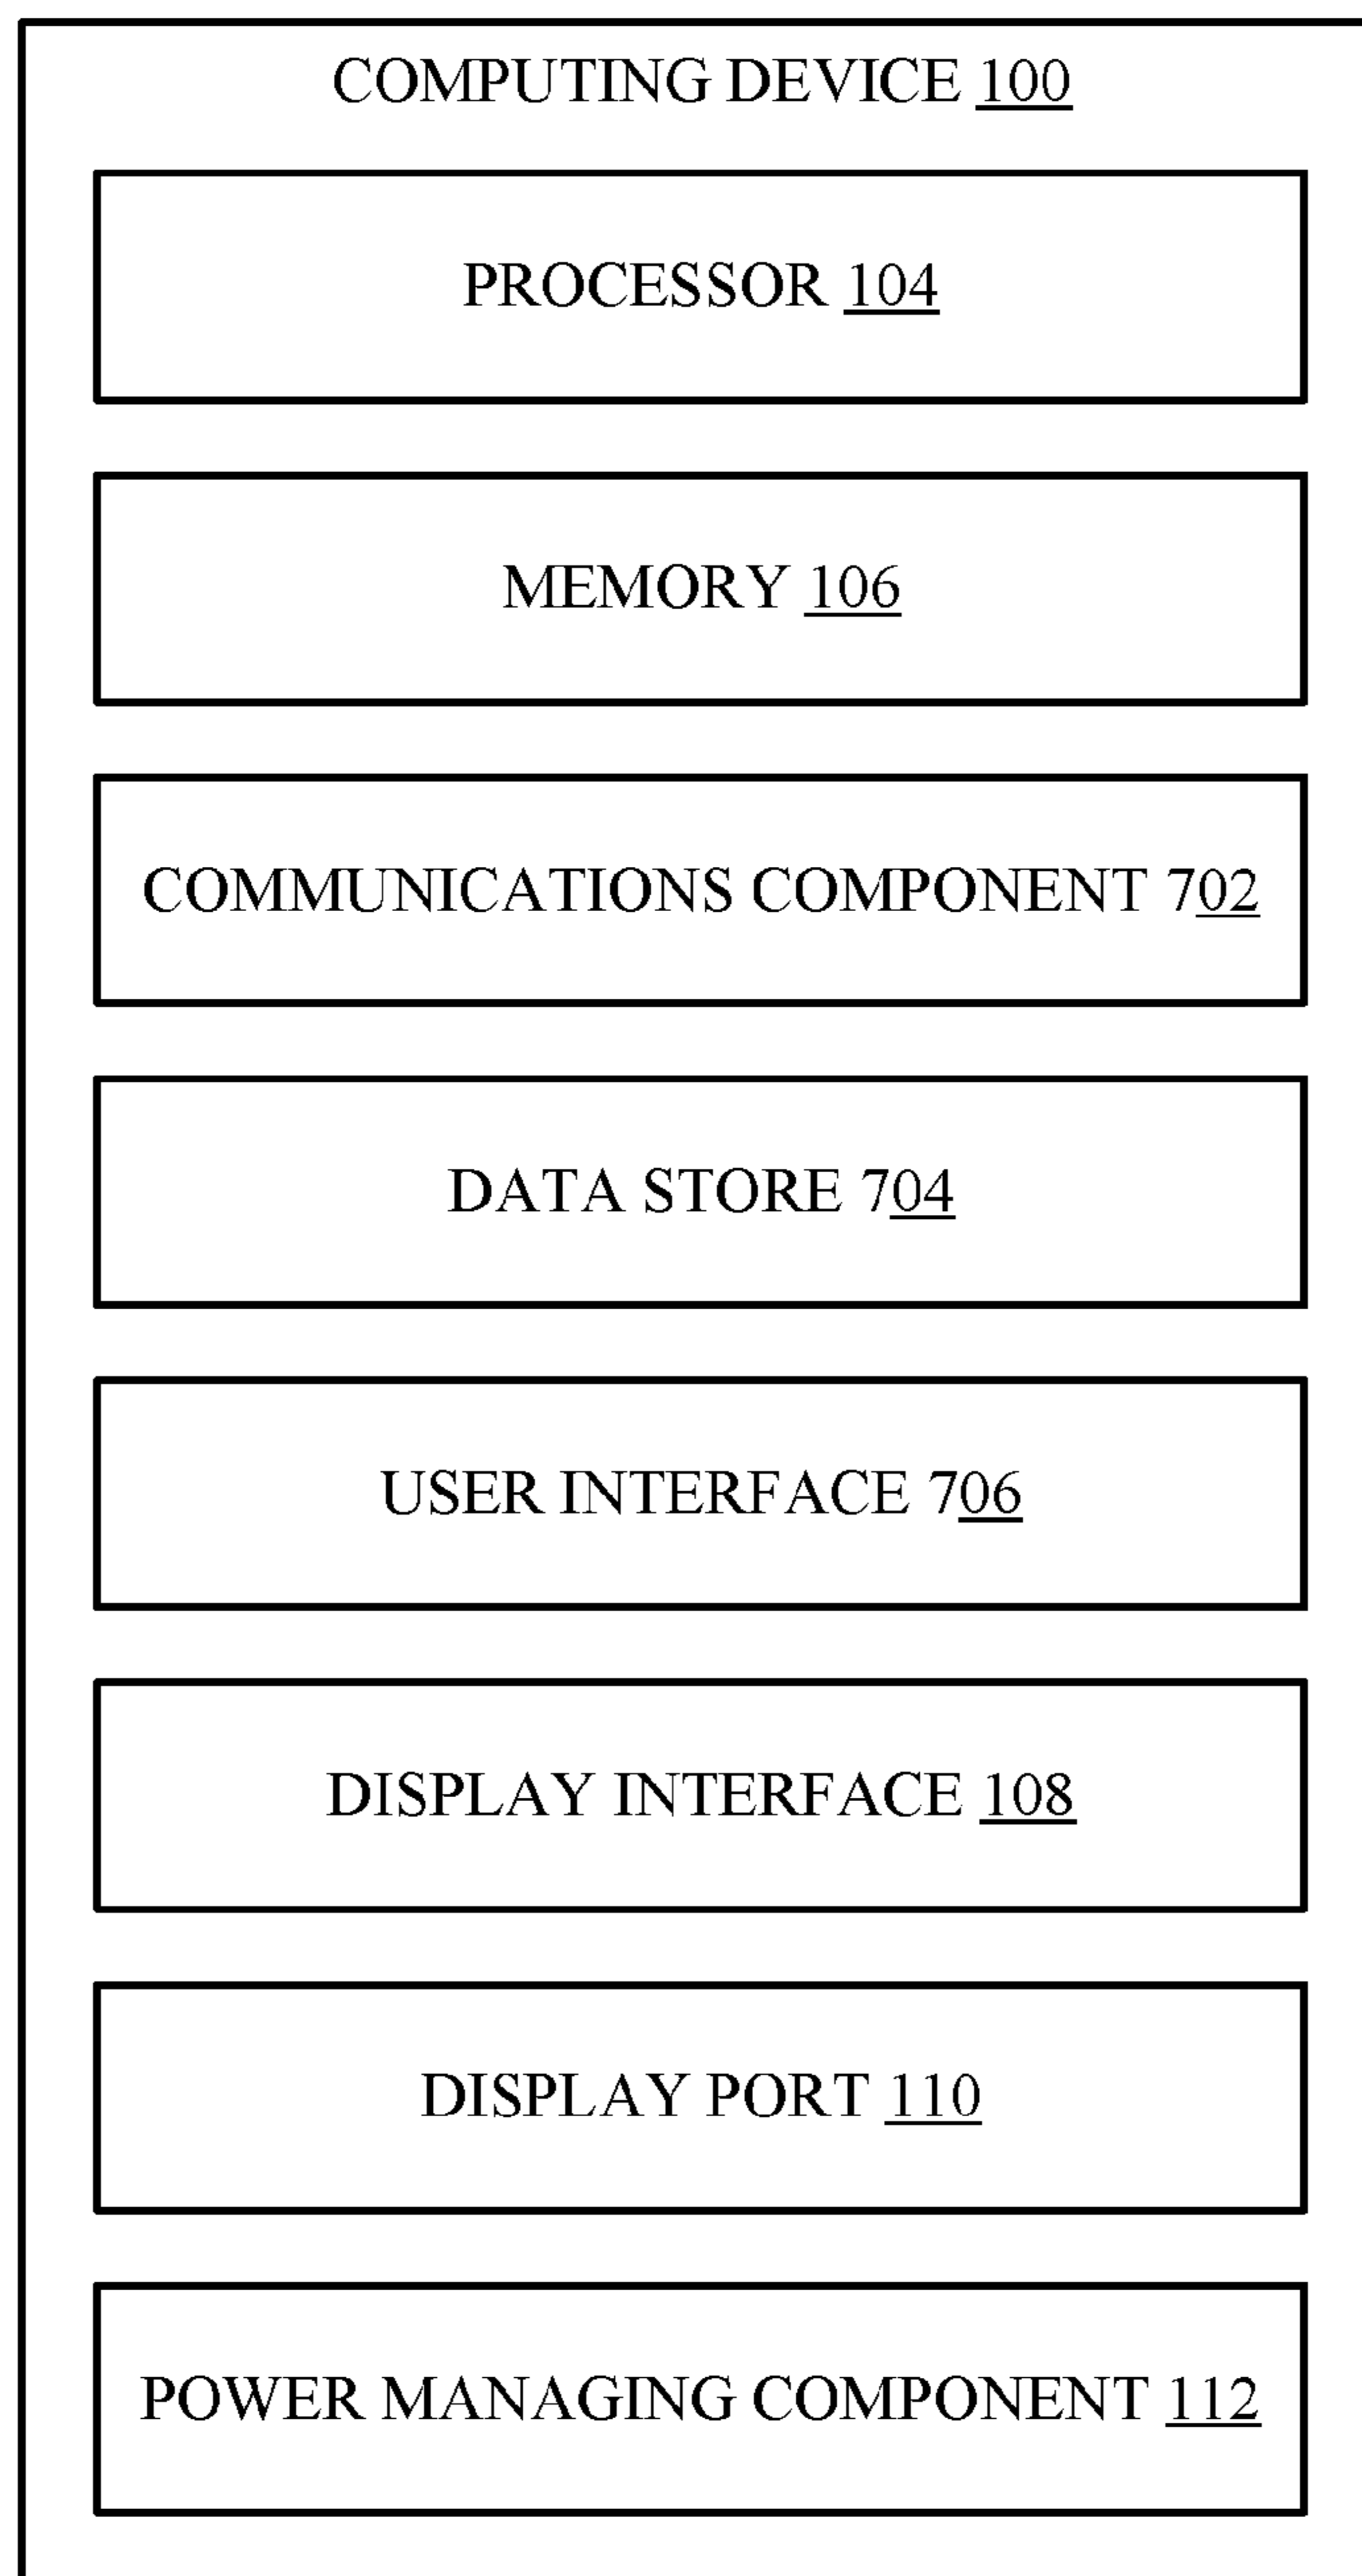 COMPUTING DEVICE 100
PROCESSOR 104
MEMORY 106
COMMUNICATIONS COMPONENT 702
DATA STORE 704
USER INTERFACE 706
DISPLAY INTERFACE 108
DISPLAY PORT 110
POWER MANAGING COMPONENT 112